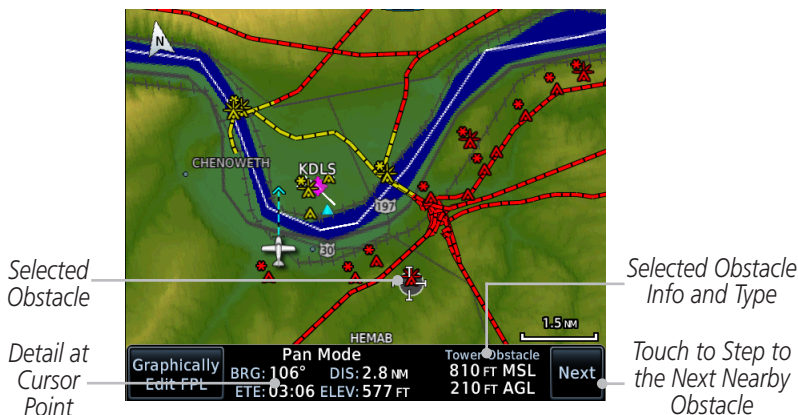 N
CHENOWETH
KDLS
197
30
Selected
Obstacle
Selected Obstacle
Info and Type
1.5 NM
HEMAB
Detail at
Cursor
Point
Graphically
Edit FPL
Pan Mode
BRG: 106° DIS: 2.8 NM
ETE: 03:06 ELEV: 577 FT
Tower Obstacle
810 FT MSL
210 FT AGL
Next
Touch to Step to
the Next Nearby
Obstacle